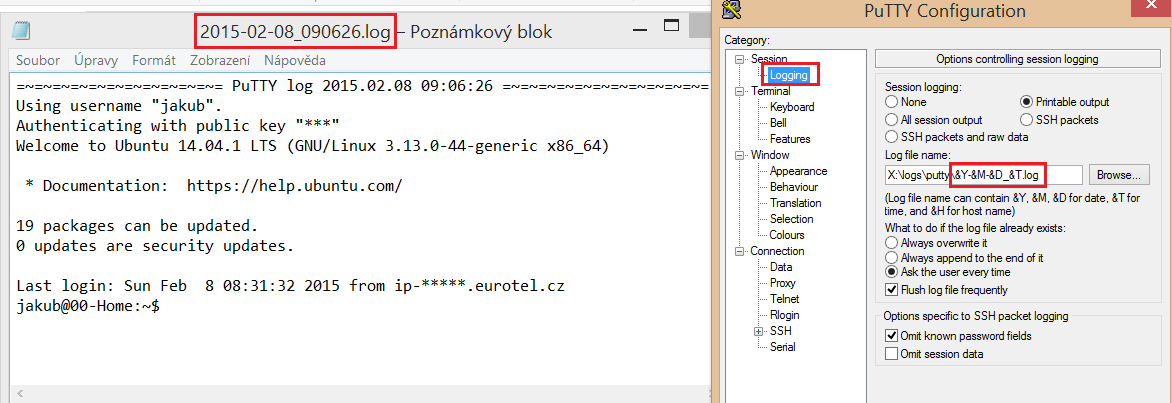 2015-02-08_090626.log – Poznámkový blok
Soubor Úpravy Formát Zobrazení Nápověda
=~=~=~=~=~=~=~=~=~=~=~= PuTTY log 2015.02.08 09:06:26 =~=~=~=~=~=~=~=~=~=~=~=
Using username "jakub".
Authenticating with public key "***"
Welcome to Ubuntu 14.04.1 LTS (GNU/Linux 3.13.0-44-generic x86_64)
* Documentation: https://help.ubuntu.com/
19 packages can be updated.
0 updates are security updates.
Last login: Sun Feb 8 08:31:32 2015 from ip-*****.eurotel.cz
jakub@00-Home:~$
PuTTY Configuration
Category:
Session
Logging
Terminal
Keyboard
Bell
Features
Window
Appearance
Behaviour
Translation
Selection
Colours
Connection
Data
Proxy
Telnet
Rlogin
SSH
Serial
Options controlling session logging
Session logging:
None
Printable output
All session output
SSH packets
SSH packets and raw data
Log file name:
X:\logs\putty\&Y-&M-&D_&T.log
Browse...
(Log file name can contain &Y, &M, &D for date, &T for
time, and &H for host name)
What to do if the log file already exists:
Always overwrite it
Always append to the end of it
Ask the user every time
Flush log file frequently
Options specific to SSH packet logging
Omit known password fields
Omit session data